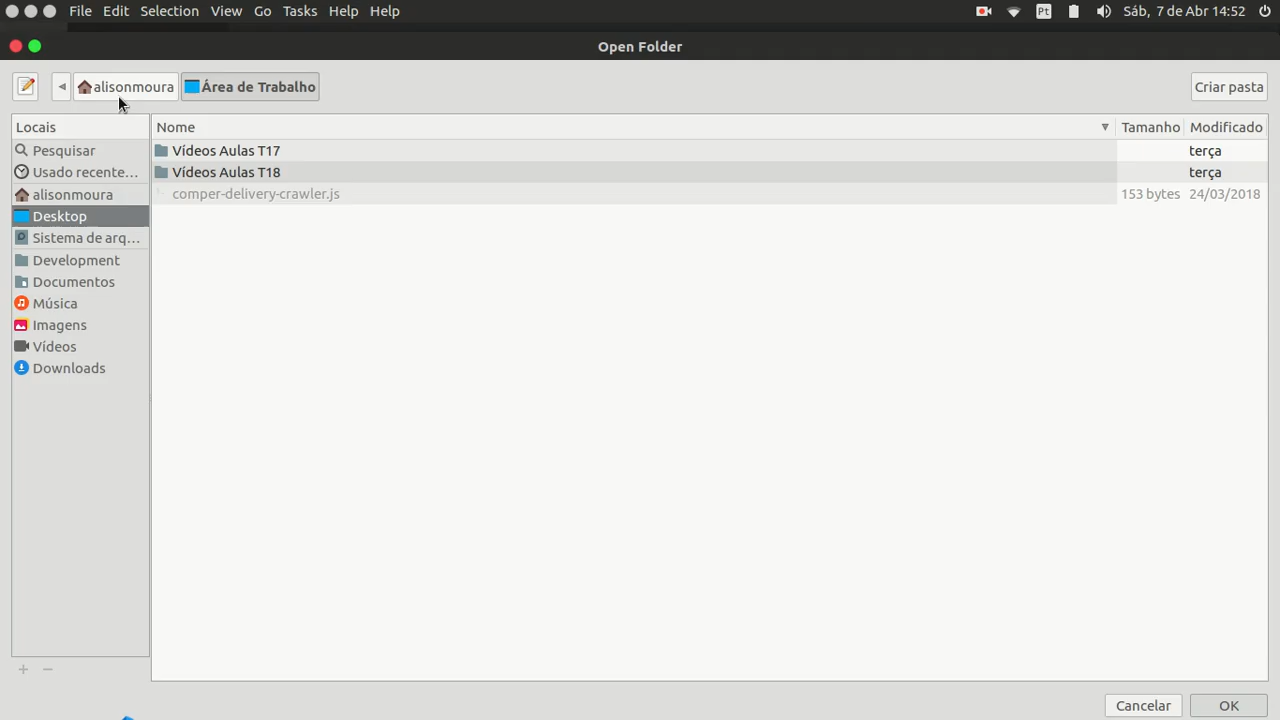 File Edit Selection View Go Tasks Help Help Pt Sáb, 7 de Abr 14:52
Open Folder
alisonmoura Área de Trabalho Criar pasta
Locais Nome Tamanho Modificado
Pesquisar Vídeos Aulas T17 terça
Usado recente... Vídeos Aulas T18 terça
alisonmoura comper-delivery-crawler.js 153 bytes 24/03/2018
Desktop
Sistema de arq...
Development
Documentos
Música
Imagens
Vídeos
Downloads
Cancelar OK